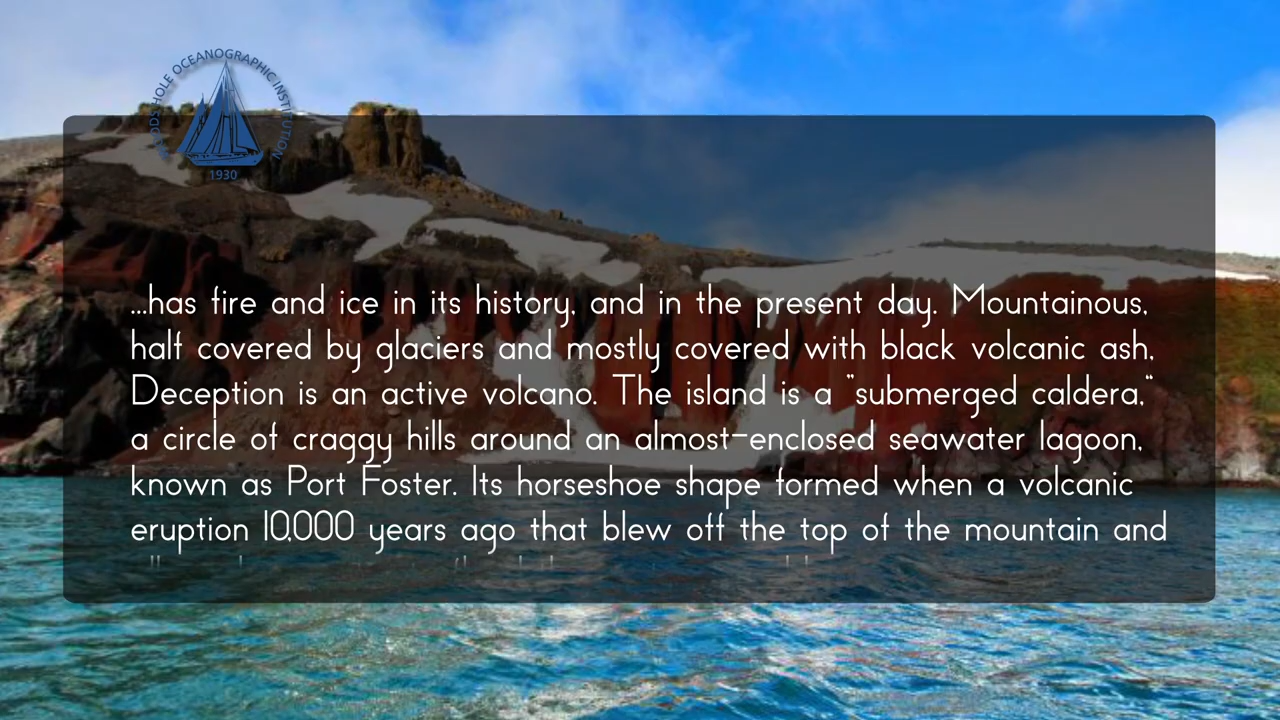 WOODS HOLE OCEANOGRAPHIC INSTITUTION
1930
...has fire and ice in its history, and in the present day. Mountainous,
half covered by glaciers and mostly covered with black volcanic ash,
Deception is an active volcano. The island is a "submerged caldera,"
a circle of craggy hills around an almost-enclosed seawater lagoon,
known as Port Foster. Its horseshoe shape formed when a volcanic
eruption 10,000 years ago that blew off the top of the mountain and